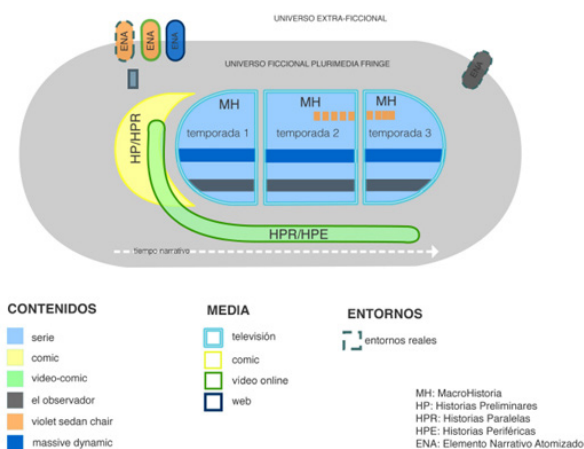 UNIVERSO EXTRA-FICCIONAL
ENA
ENA
ENA
ENA
UNIVERSO FICCIONAL PLURIMEDIA FRINGE
HP/HPR
MH
MH
MH
temporada 1
temporada 2
temporada 3
HPR/HPE
tiempo narrativo
CONTENIDOS
serie
comic
video-comic
el observador
violet sedan chair
massive dynamic
MEDIA
televisión
comic
video online
web
ENTORNOS
entornos reales
MH: MacroHistoria
HP: Historias Preliminares
HPR: Historias Paralelas
HPE: Historias Periféricas
ENA: Elemento Narrativo Atomizado